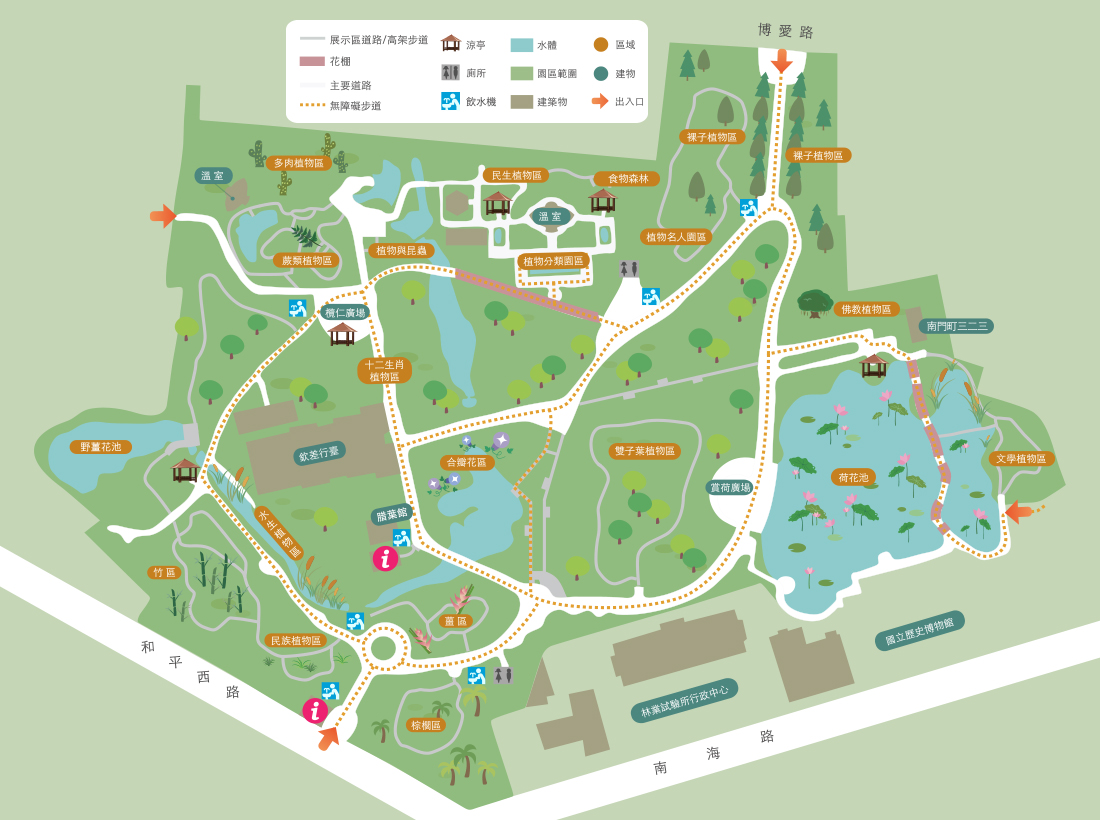 博愛路
展示區道路/高架步道
涼亭
水體
區域
花棚
廁所
園區範圍
建物
主要道路
無障礙步道
飲水機
建築物
出入口
裸子植物區
裸子植物區
多肉植物區
溫室
民生植物區
食物森林
溫室
植物名人園區
植物與昆蟲
蕨類植物區
植物分類園區
欖仁廣場
佛教植物區
南門町三二三
十二生肖
植物區
野薑花池
欽差行臺
合瓣花區
雙子葉植物區
賞荷廣場
荷花池
文學植物區
水生植物區
腊葉館
i
竹區
薑區
民族植物區
i
棕櫚區
和平西路
國立歷史博物館
林業試驗所行政中心
南海路